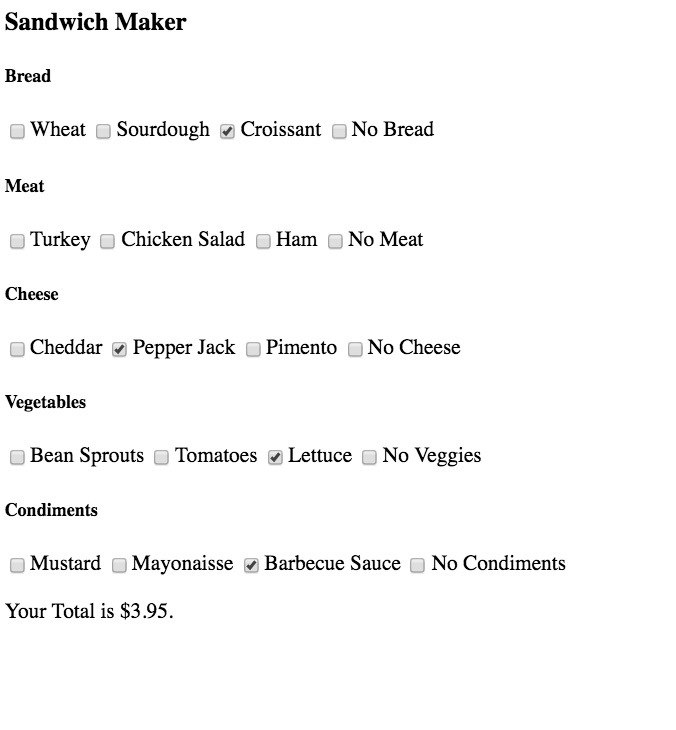 Sandwich Maker
Bread
Wheat Sourdough Croissant No Bread
Meat
Turkey Chicken Salad Ham No Meat
Cheese
Cheddar Pepper Jack Pimento No Cheese
Vegetables
Bean Sprouts Tomatoes Lettuce No Veggies
Condiments
Mustard Mayonaisse Barbecue Sauce No Condiments
Your Total is $3.95.